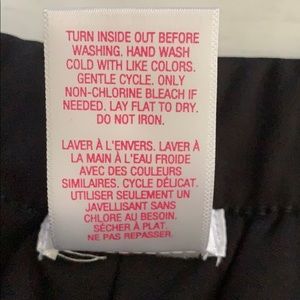 TURN INSIDE OUT BEFORE
WASHING. HAND WASH
COLD WITH LIKE COLORS.
GENTLE CYCLE. ONLY
NON-CHLORINE BLEACH IF
NEEDED. LAY FLAT TO DRY.
DO NOT IRON.
LAVER À L'ENVERS. LAVER À
LA MAIN À L'EAU FROIDE
AVEC DES COULEURS
SIMILAIRES. CYCLE DÉLICAT.
UTILISER SEULEMENT UN
JAVELLISANT SANS
CHLORE AU BESOIN.
SÉCHER À PLAT.
NE PAS REPASSER.